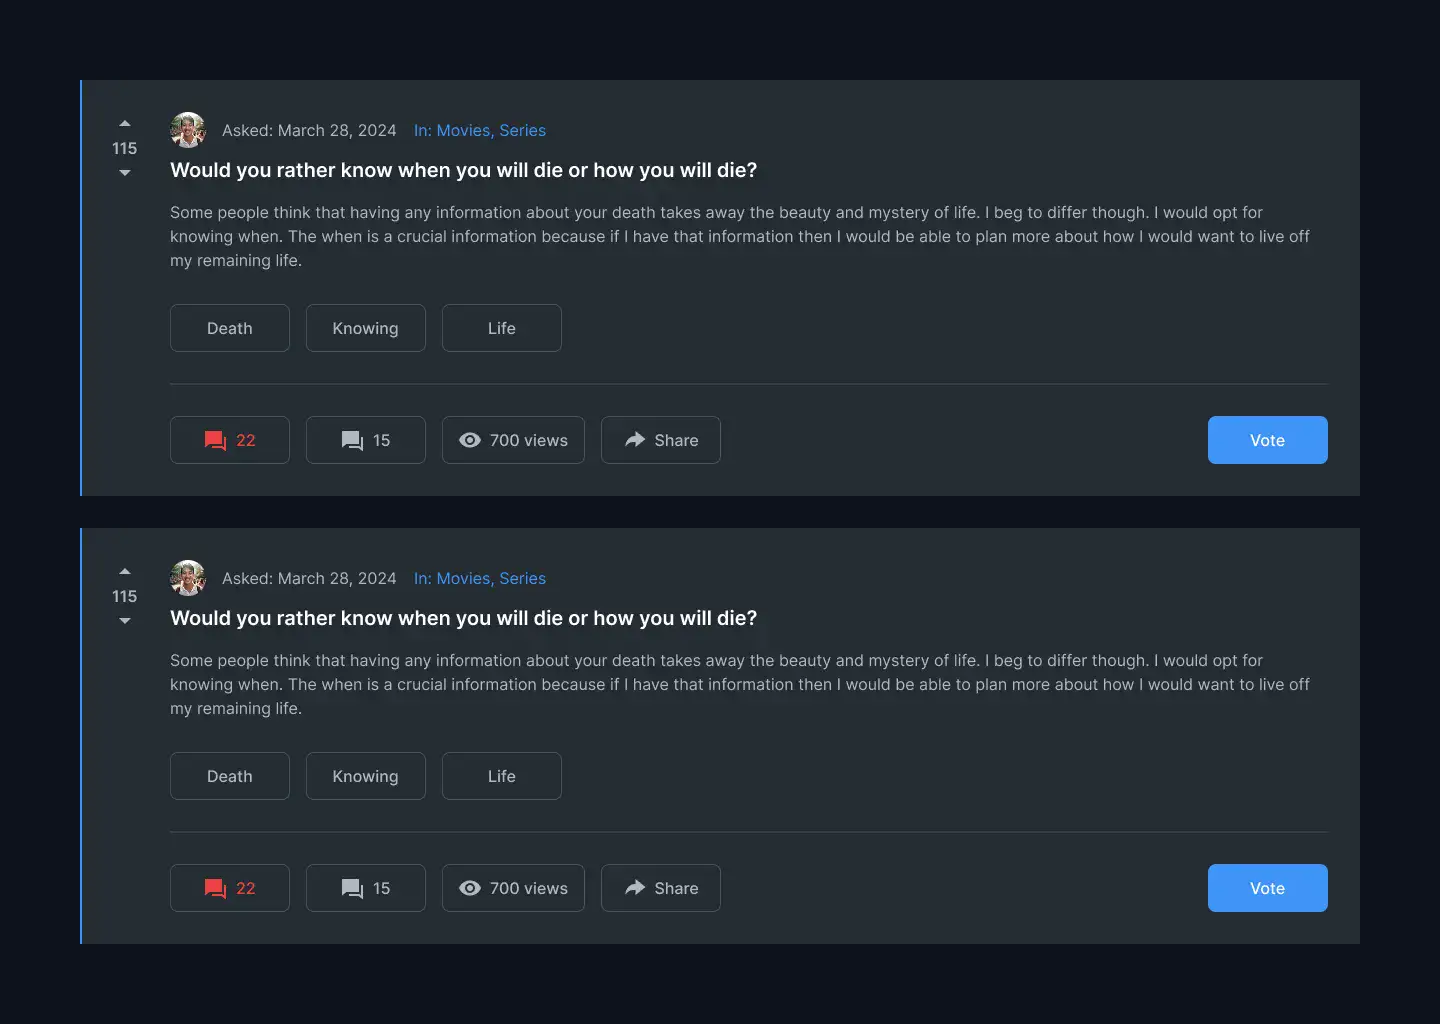 Asked: March 28, 2024 In: Movies, Series
115
Would you rather know when you will die or how you will die?
Some people think that having any information about your death takes away the beauty and mystery of life. I beg to differ though. I would opt for
knowing when. The when is a crucial information because if I have that information then I would be able to plan more about how I would want to live off
my remaining life.
Death Knowing Life
22 15 700 views Share Vote
Asked: March 28, 2024 In: Movies, Series
115
Would you rather know when you will die or how you will die?
Some people think that having any information about your death takes away the beauty and mystery of life. I beg to differ though. I would opt for
knowing when. The when is a crucial information because if I have that information then I would be able to plan more about how I would want to live off
my remaining life.
Death Knowing Life
22 15 700 views Share Vote